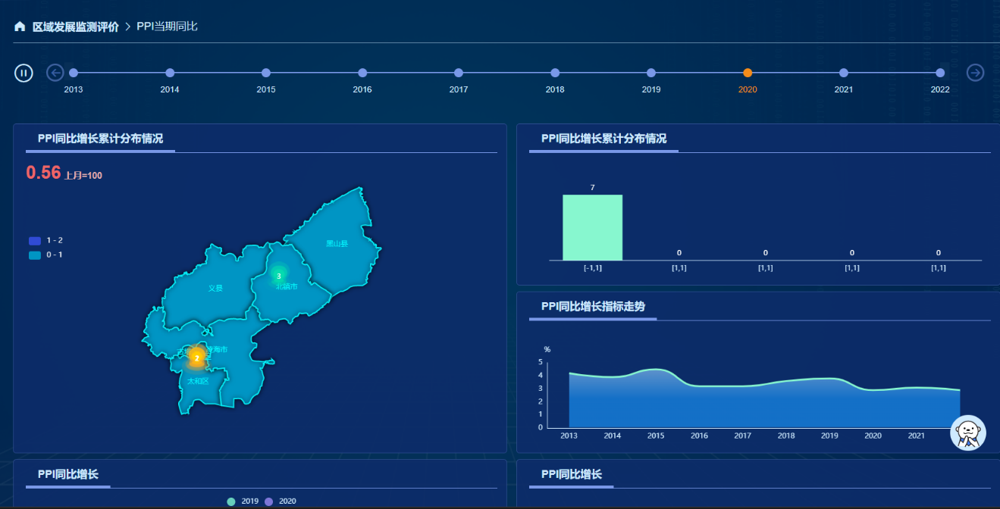 区域发展监测评价 > PPI当期同比
2013 2014 2015 2016 2017 2018 2019 2020 2021 2022
PPI同比增长累计分布情况
0.56 上月=100
1 - 2
0 - 1
黑山县
3
北镇市
义县
2
凌海市
太和区
PPI同比增长累计分布情况
7 0 0 0 0
[-1,1] [1,1] [1,1] [1,1] [1,1]
PPI同比增长指标走势
%
5
4
3
2
1
0
2013 2014 2015 2016 2017 2018 2019 2020 2021
PPI同比增长
2019 2020
PPI同比增长